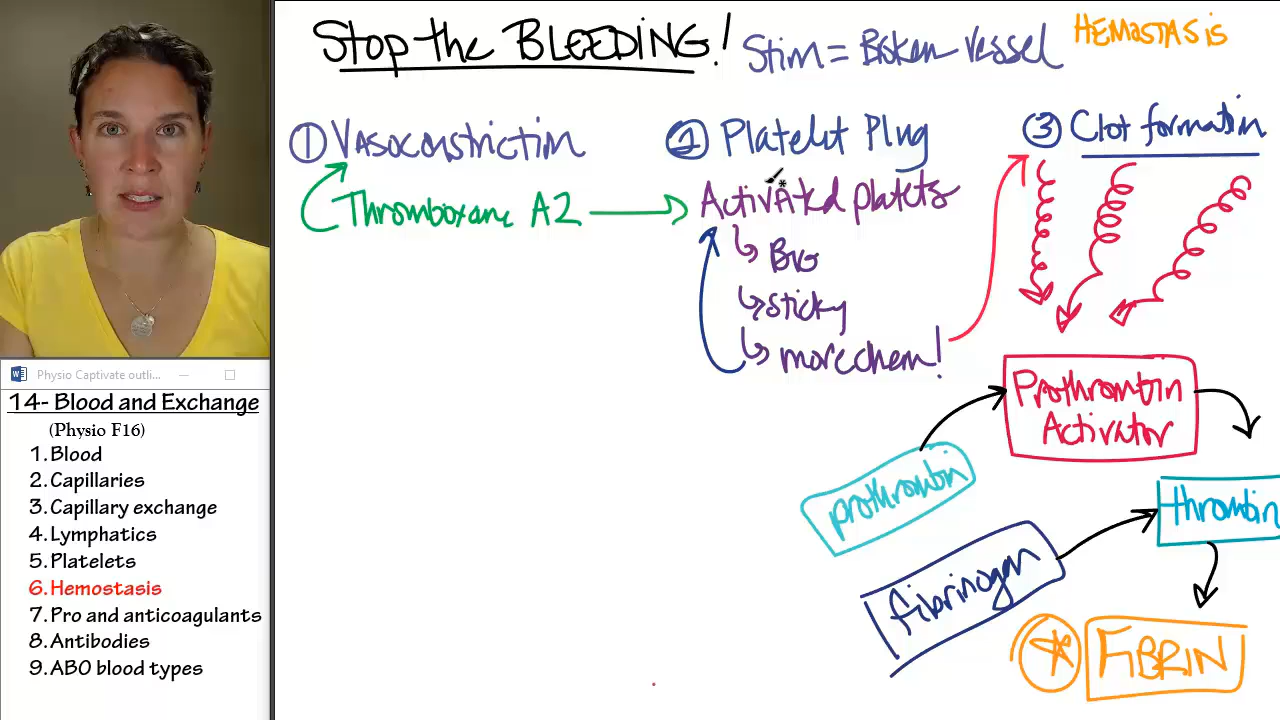 Stop the BLEEDING!
Stim = Broken vessel
HEMOSTASIS
① Vasoconstriction
Thromboxane A2
② Platelet Plug
Activated platets
Big
sticky
more chem!
③ Clot formation
Prothrombin
Activator
prothrombin
thrombin
fibrinogen
FIBRIN
Physio Captivate outli...
14- Blood and Exchange
(Physio F16)
1. Blood
2. Capillaries
3. Capillary exchange
4. Lymphatics
5. Platelets
6. Hemostasis
7. Pro and anticoagulants
8. Antibodies
9. ABO blood types